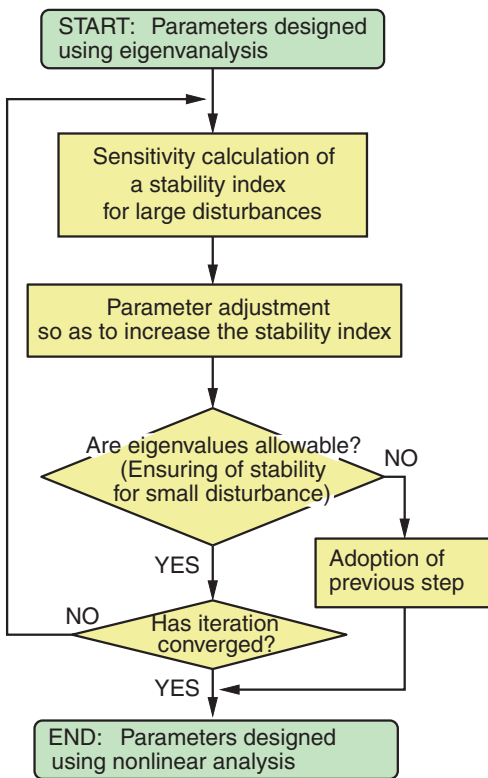 START: Parameters designed
using eigenvanalysis
Sensitivity calculation of
a stability index
for large disturbances
Parameter adjustment
so as to increase the stability index
Are eigenvalues allowable?
(Ensuring of stability
for small disturbance)
NO
YES
Adoption of
previous step
NO
Has iteration
converged?
YES
END: Parameters designed
using nonlinear analysis